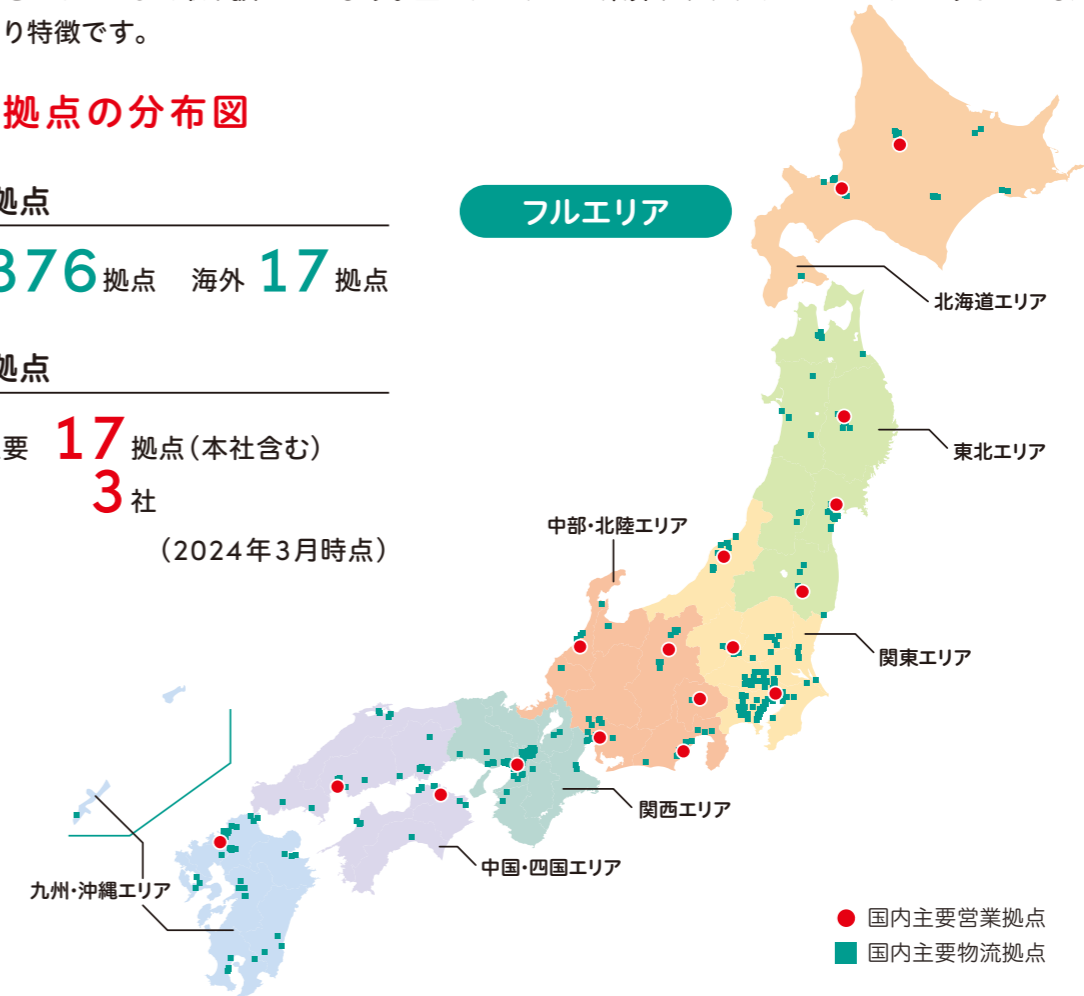 り特徴です。
拠点の分布図
拠点
376拠点 海外 17 拠点
拠点
要 17 拠点(本社含む)
3 社
(2024年3月時点)
フルエリア
北海道エリア
東北エリア
中部・北陸エリア
関東エリア
関西エリア
中国・四国エリア
九州・沖縄エリア
国内主要営業拠点
国内主要物流拠点